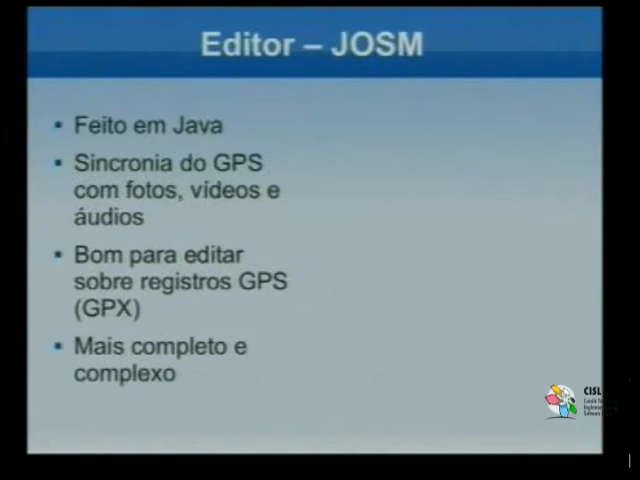 Editor – JOSM
Feito em Java
Sincronia do GPS
com fotos, vídeos e
áudios
Bom para editar
sobre registros GPS
(GPX)
Mais completo e
complexo
CISL